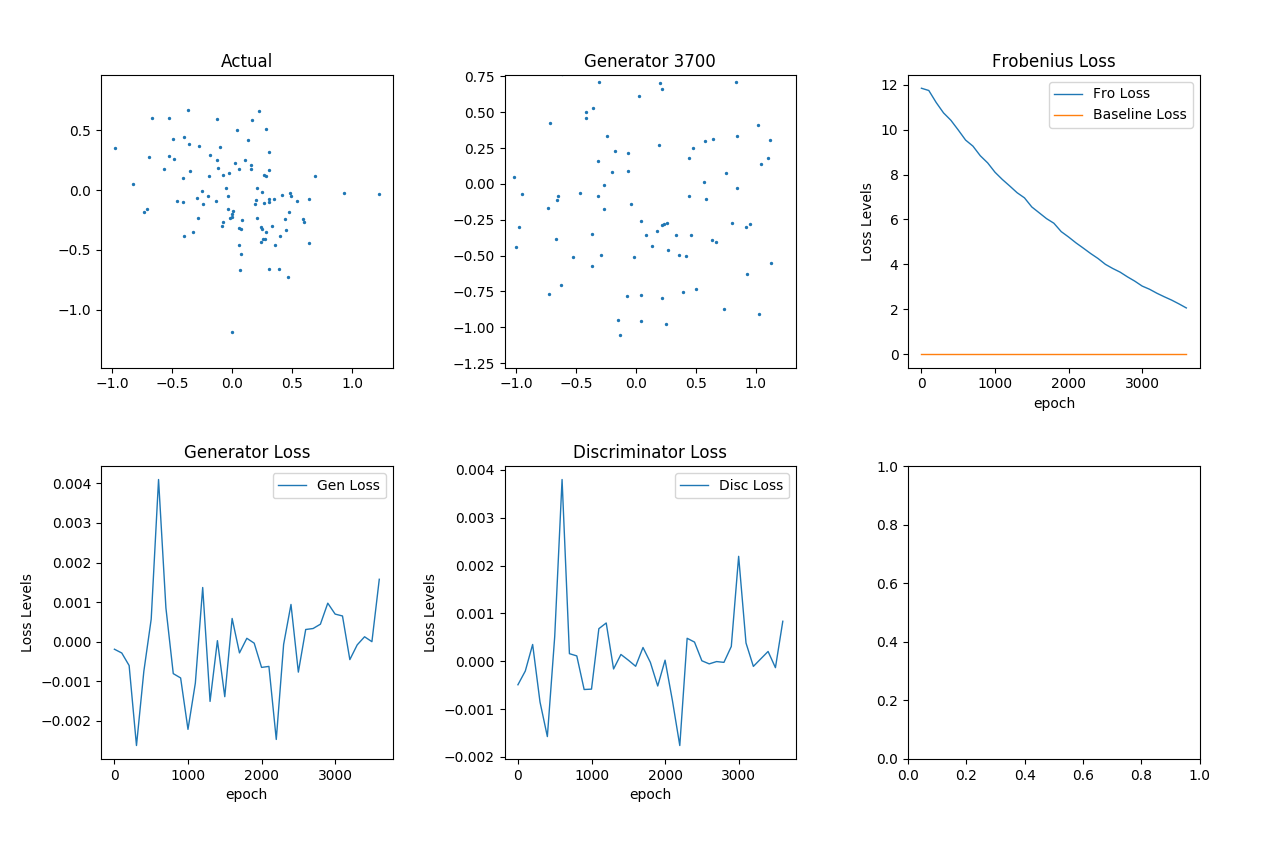 Actual
0.5
0.0
−0.5
−1.0
−1.0 −0.5 0.0 0.5 1.0
Generator 3700
0.75
0.50
0.25
0.00
−0.25
−0.50
−0.75
−1.00
−1.25
−1.0 −0.5 0.0 0.5 1.0
Frobenius Loss
Fro Loss
Baseline Loss
Loss Levels
12
10
8
6
4
2
0
0 1000 2000 3000
epoch
Generator Loss
Gen Loss
Loss Levels
0.004
0.003
0.002
0.001
0.000
−0.001
−0.002
0 1000 2000 3000
epoch
Discriminator Loss
Disc Loss
Loss Levels
0.004
0.003
0.002
0.001
0.000
−0.001
−0.002
0 1000 2000 3000
epoch
1.0
0.8
0.6
0.4
0.2
0.0
0.0 0.2 0.4 0.6 0.8 1.0